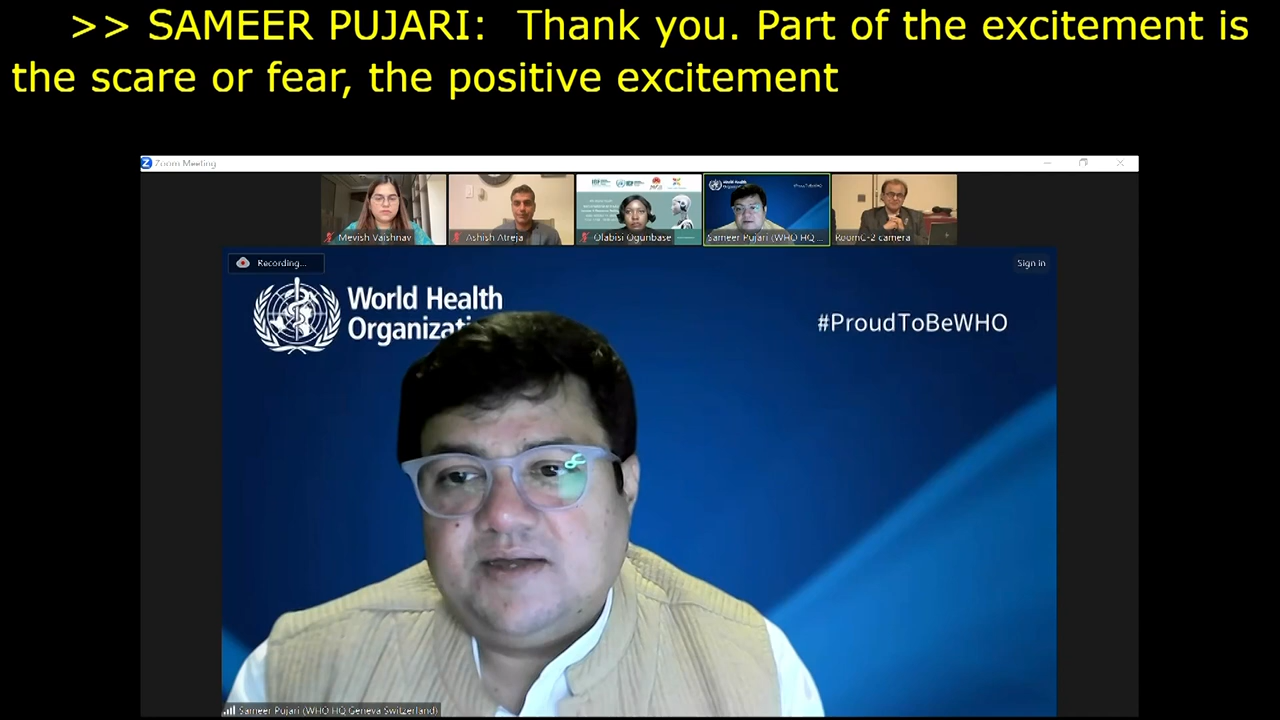 >> SAMEER PUJARI:  Thank you. Part of the excitement is
the scare or fear, the positive excitement
Zoom Meeting
Mevish Vaishnav
Ashish Atreja
Olabisi Ogunbase
Sameer Pujari (WHO HQ ...
RoomC-2 camera
Recording...
Sign in
World Health
Organizati
#ProudToBeWHO
Sameer Pujari (WHO HQ Geneva Switzerland)